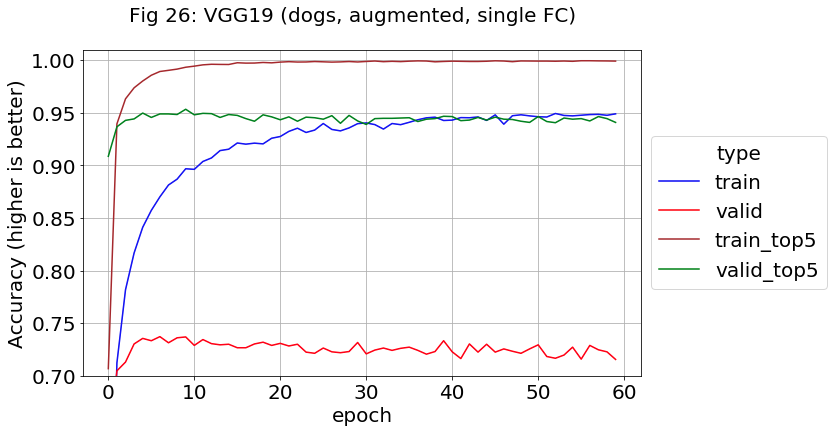 Fig 26: VGG19 (dogs, augmented, single FC)
1.00
0.95
0.90
0.85
0.80
0.75
0.70
Accuracy (higher is better)
0
10
20
30
40
50
60
epoch
type
train
valid
train_top5
valid_top5